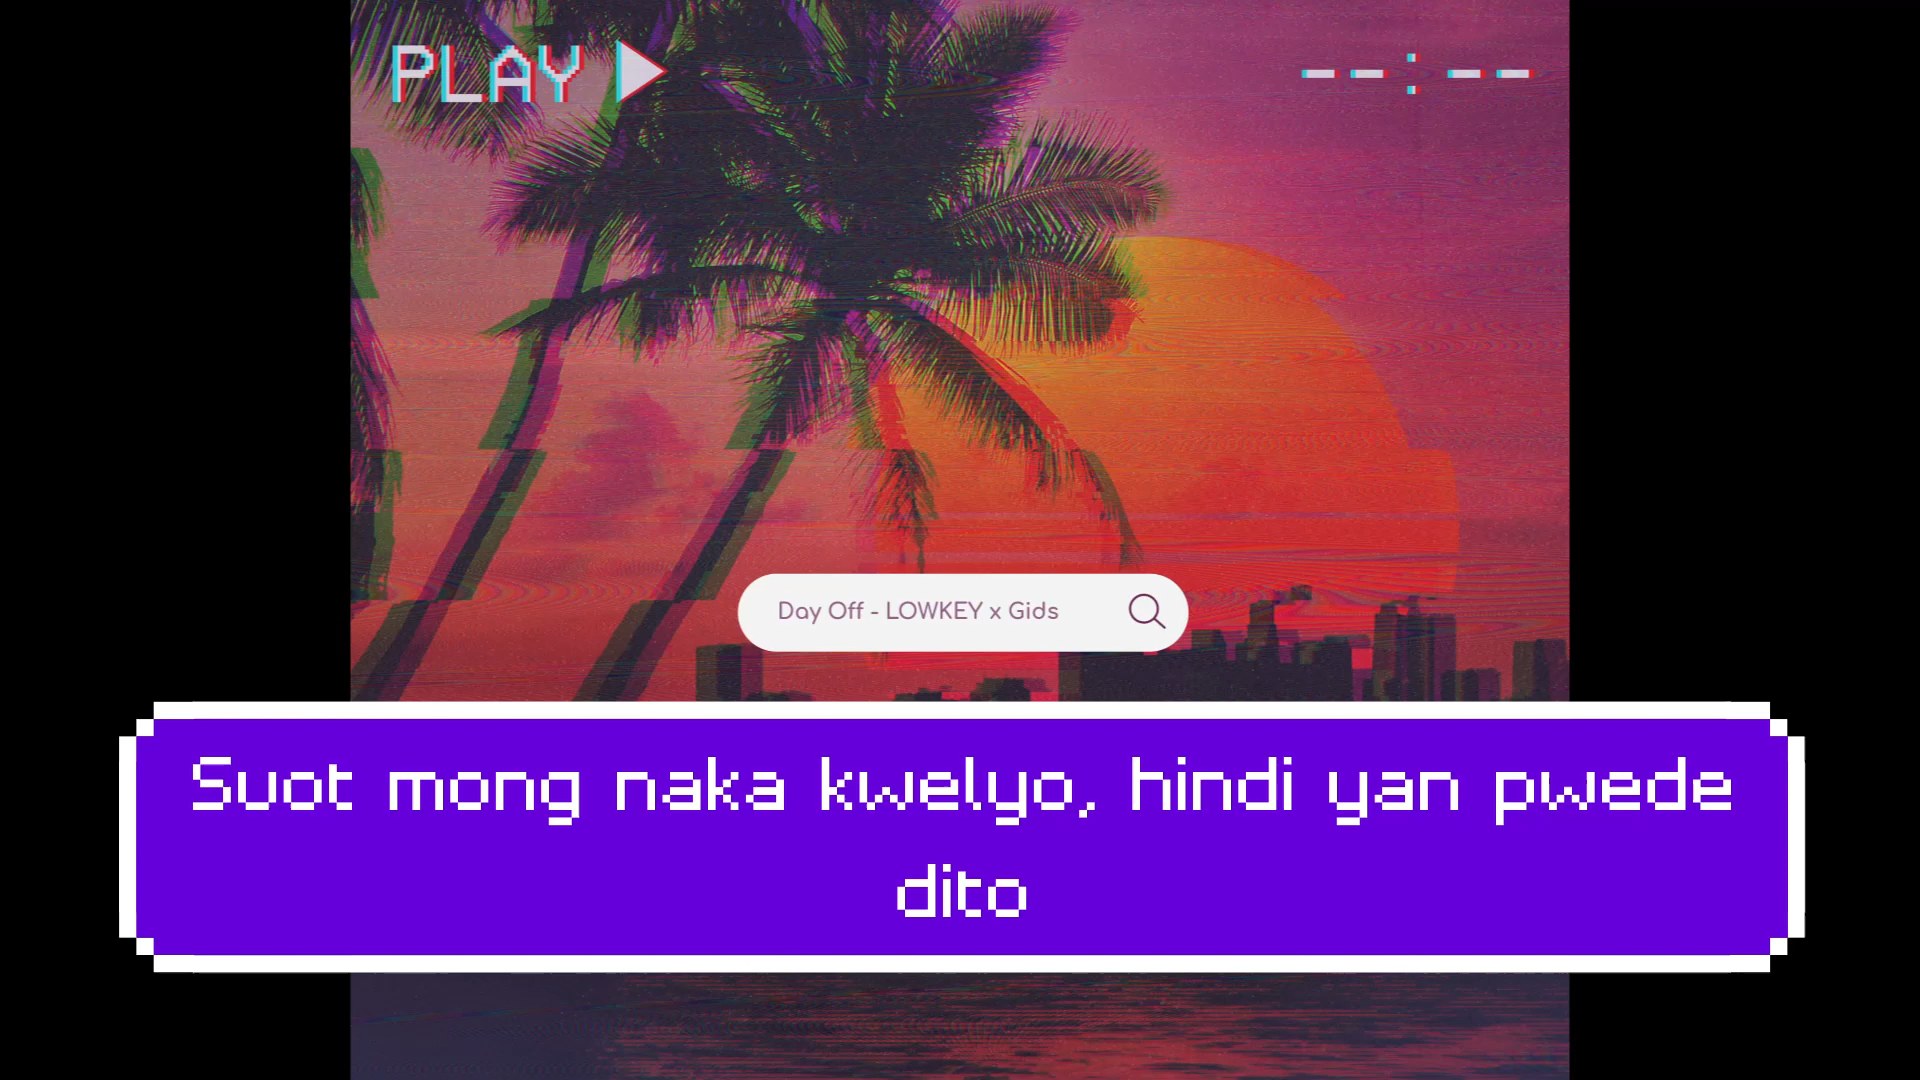 PLAY
--:--
Day Off - LOWKEY x Gids
Suot mong naka kwelyo, hindi yan pwede
dito